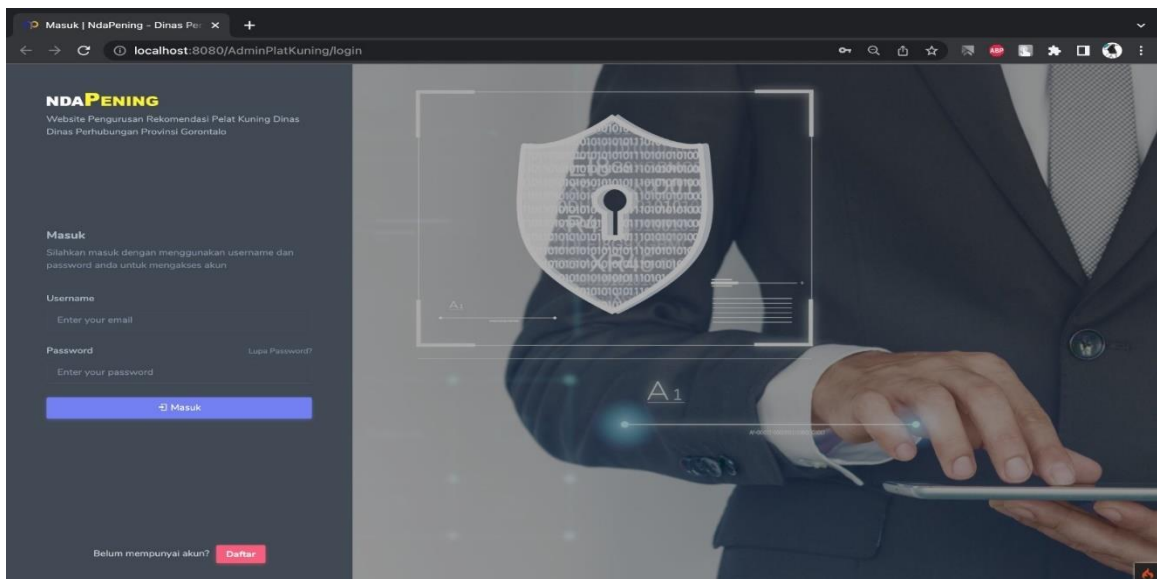 Masuk | NdaPening - Dinas Per
localhost:8080/AdminPlatKuning/login
ABP
NDAPENING
Website Pengurusan Rekomendasi Pelat Kuning Dinas
Dinas Perhubungan Provinsi Gorontalo
Masuk
Silahkan masuk dengan menggunakan username dan
password anda untuk mengakses akun
Username
Enter your email
Password Lupa Password?
Enter your password
Masuk
Belum mempunyai akun? Daftar
A1
A1